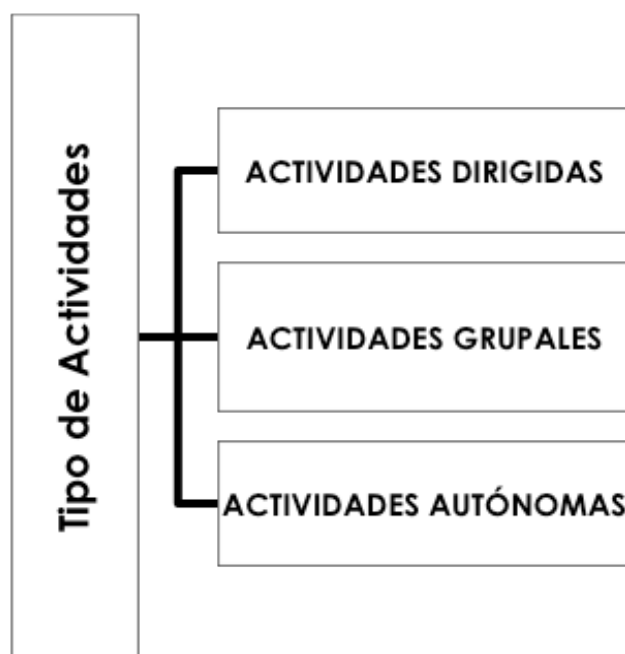 Tipo de Actividades
ACTIVIDADES DIRIGIDAS
ACTIVIDADES GRUPALES
ACTIVIDADES AUTÓNOMAS